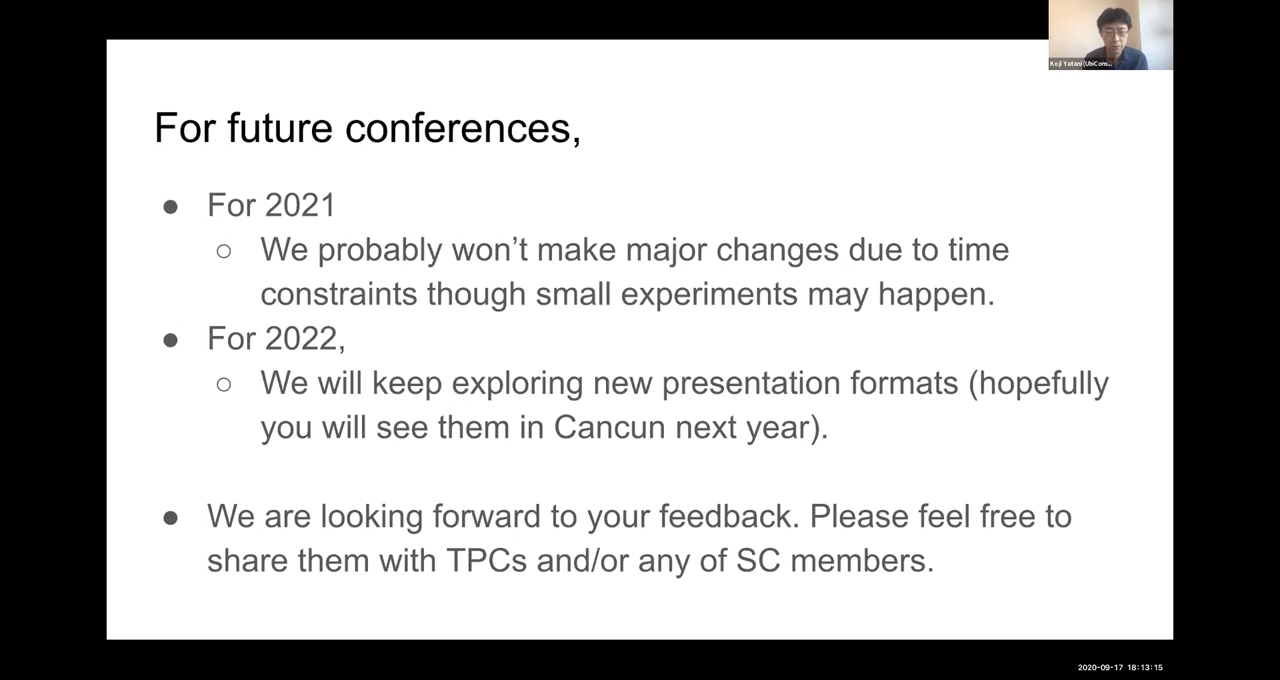 Koji Yatani (UbiCom...
For future conferences,
● For 2021
○ We probably won’t make major changes due to time
constraints though small experiments may happen.
● For 2022,
○ We will keep exploring new presentation formats (hopefully
you will see them in Cancun next year).
● We are looking forward to your feedback. Please feel free to
share them with TPCs and/or any of SC members.
2020-09-17 18:13:15